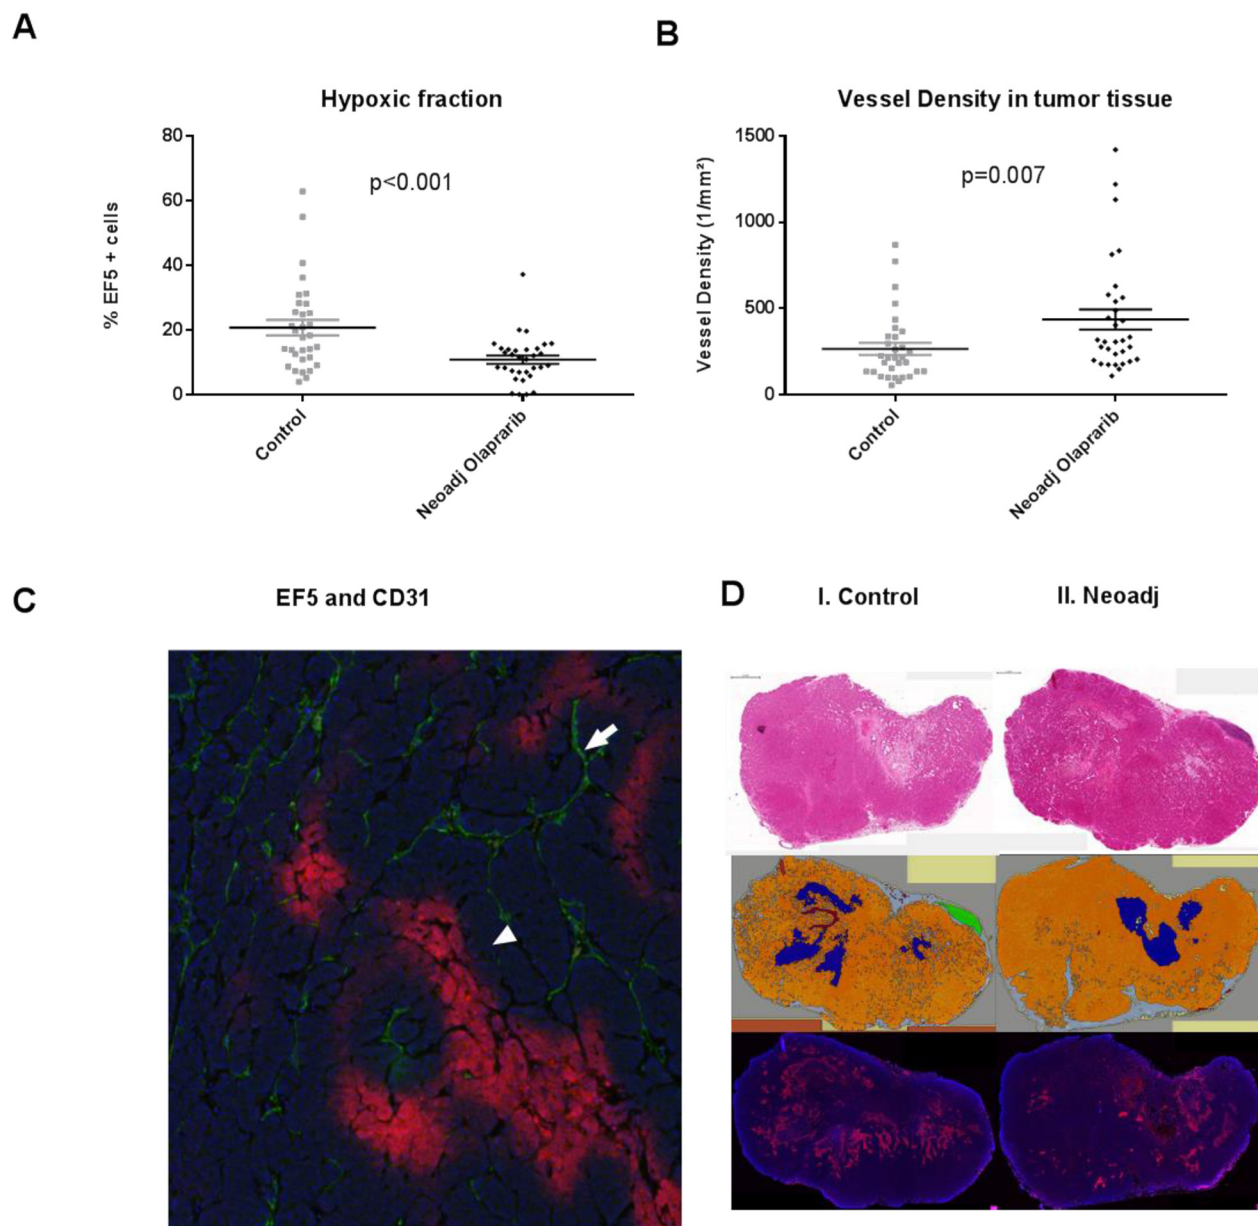 A
B
Hypoxic fraction
Vessel Density in tumor tissue
% EF5 + cells
80
60
40
20
0
p<0.001
Control
Neoadj Olaprarib
Vessel Density (1/mm²)
1500
1000
500
0
p=0.007
Control
Neoadj Olaprarib
C
EF5 and CD31
D
I. Control
II. Neoadj